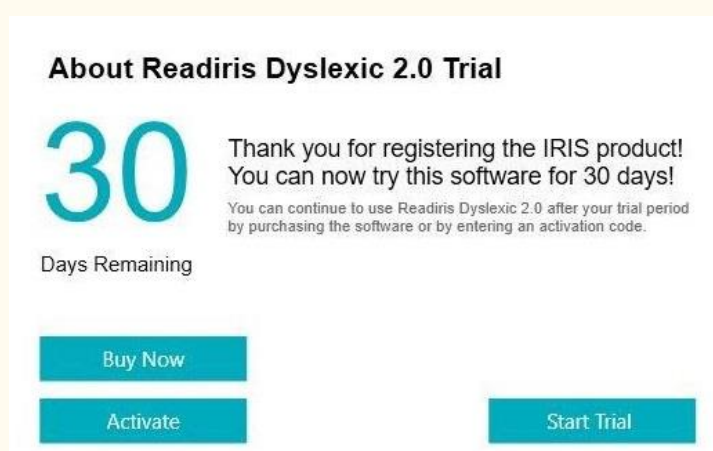 About Readiris Dyslexic 2.0 Trial
30
Days Remaining
Thank you for registering the IRIS product!
You can now try this software for 30 days!
You can continue to use Readiris Dyslexic 2.0 after your trial period
by purchasing the software or by entering an activation code.
Buy Now
Activate
Start Trial